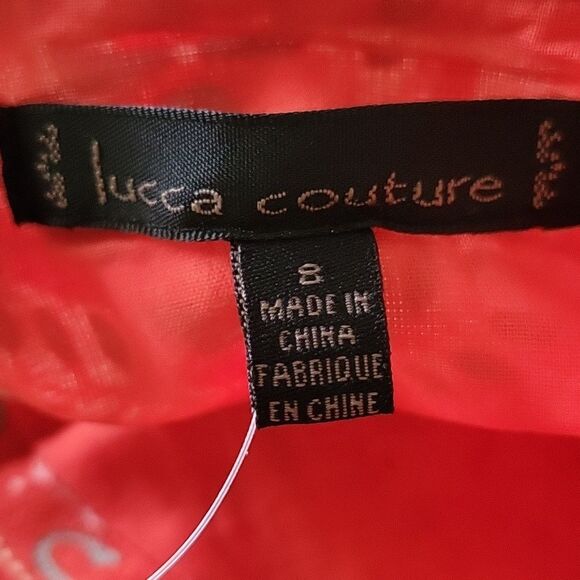 lucca couture
8
MADE IN
CHINA
FABRIQUE
EN CHINE